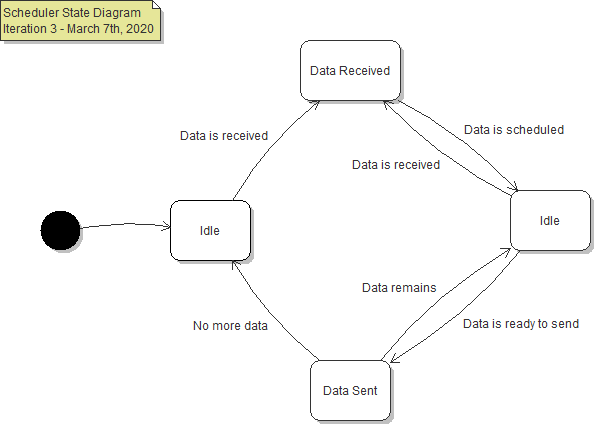 Scheduler State Diagram
Iteration 3 - March 7th, 2020
Data Received
Data is received
Data is scheduled
Data is received
Idle
Idle
Data remains
No more data
Data is ready to send
Data Sent